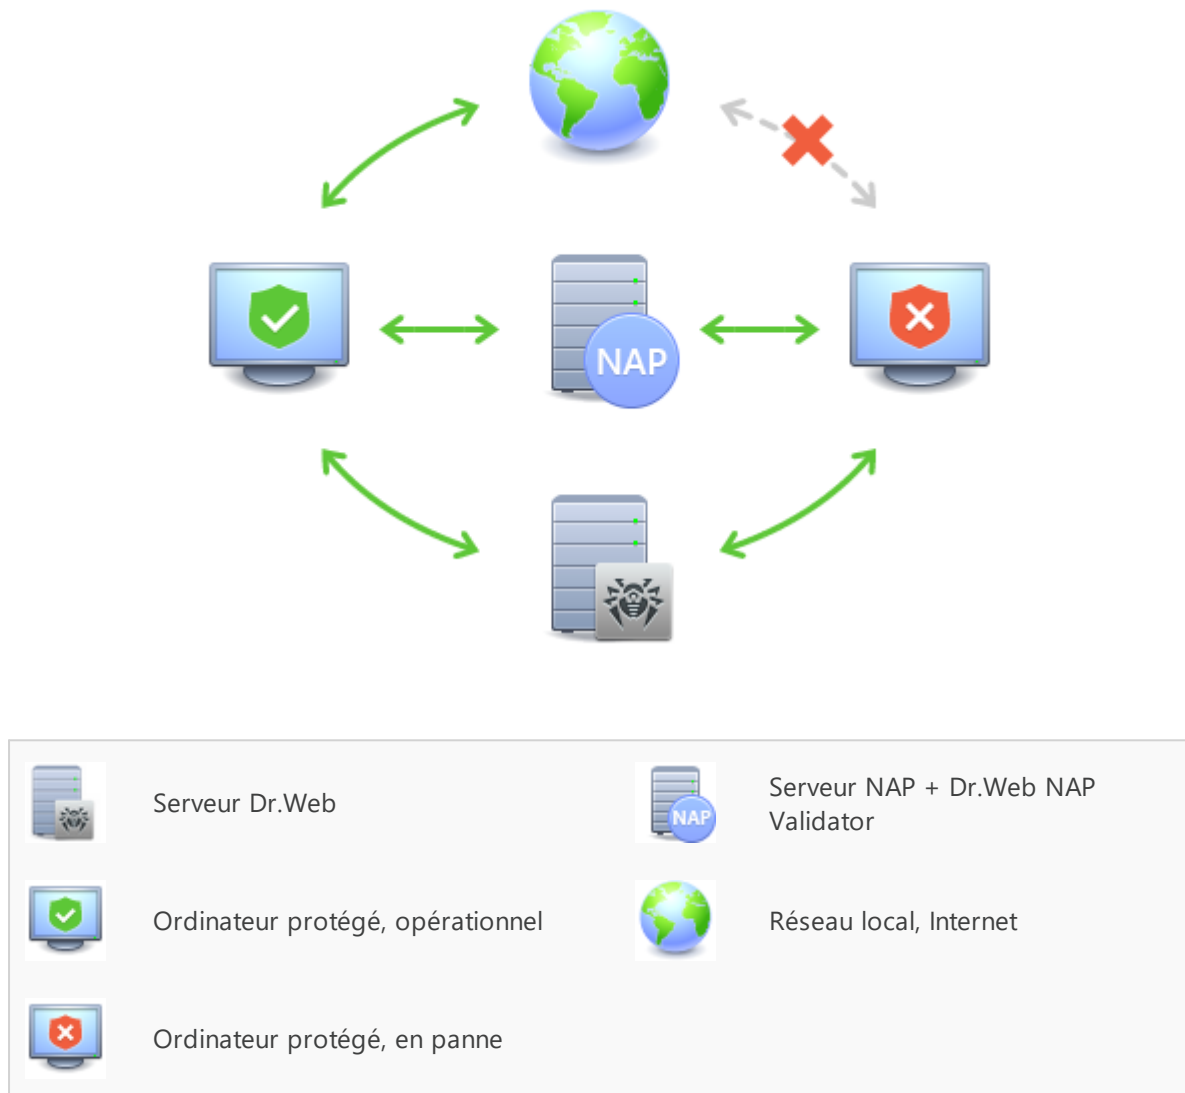 NAP
Serveur Dr.Web
NAP
Serveur NAP + Dr.Web NAP
Validator
Ordinateur protégé, opérationnel
Réseau local, Internet
Ordinateur protégé, en panne